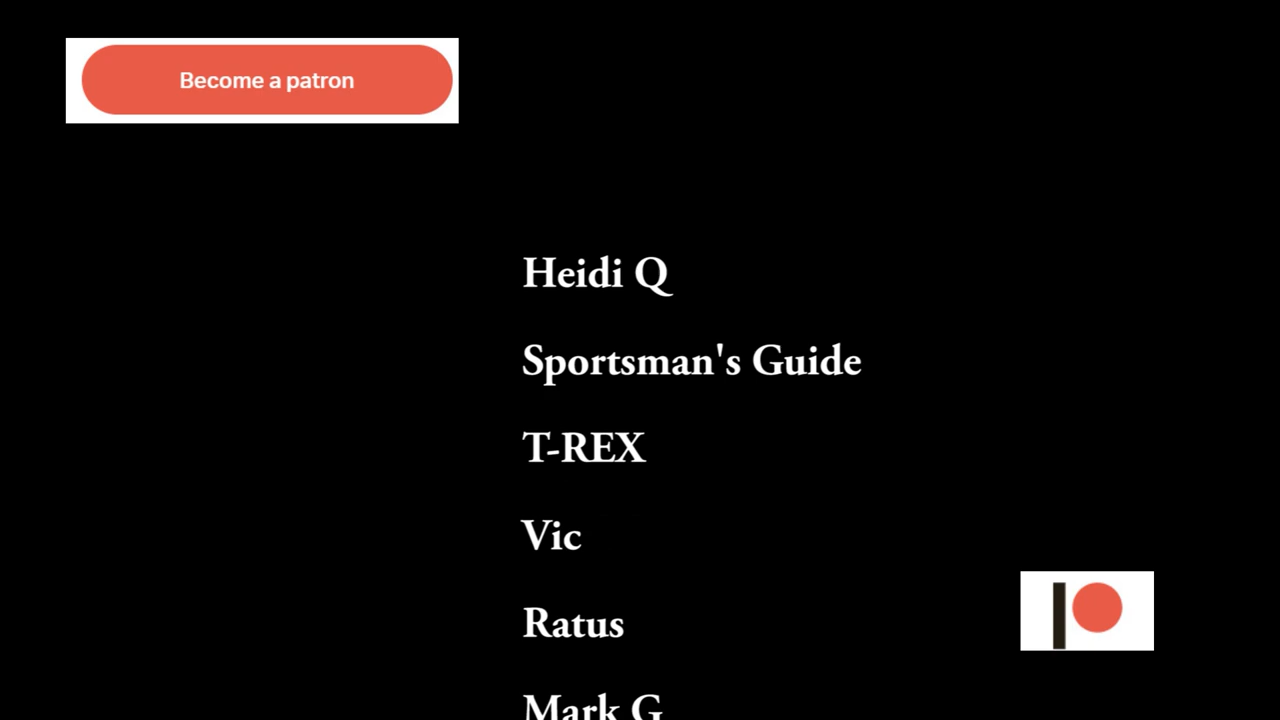 Become a patron
Heidi Q
Sportsman's Guide
T-REX
Vic
Ratus
Mark G